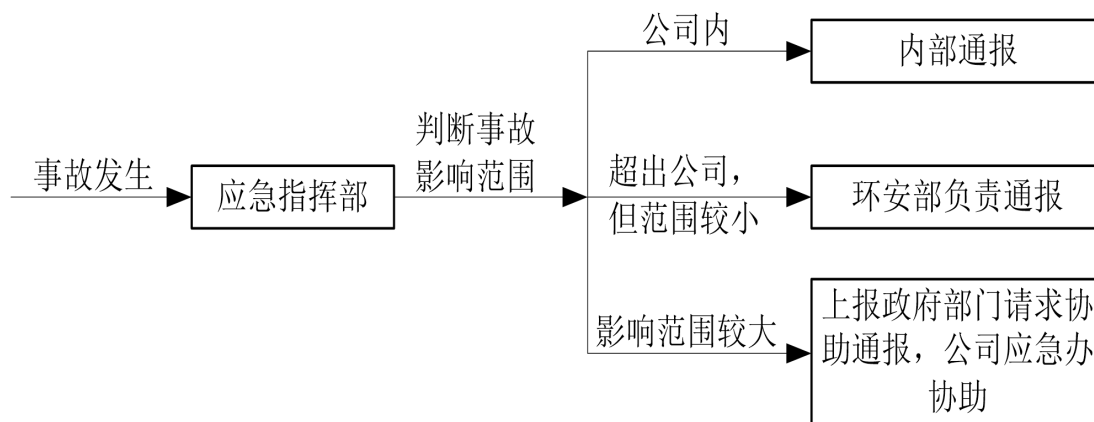 事故发生
应急指挥部
判断事故
影响范围
公司内
内部通报
超出公司，
但范围较小
环安部负责通报
影响范围较大
上报政府部门请求协
助通报，公司应急办
协助